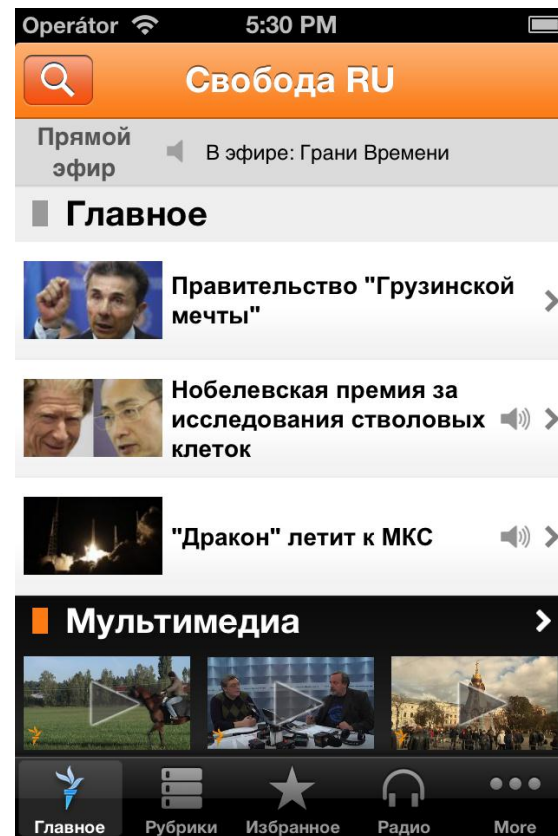 Operátor 5:30 PM
Свобода RU
Прямой
эфир
В эфире: Грани Времени
Главное
Правительство "Грузинской
мечты"
Нобелевская премия за
исследования стволовых
клеток
"Дракон" летит к МКС
Мультимедиа
Главное Рубрики Избранное Радио More